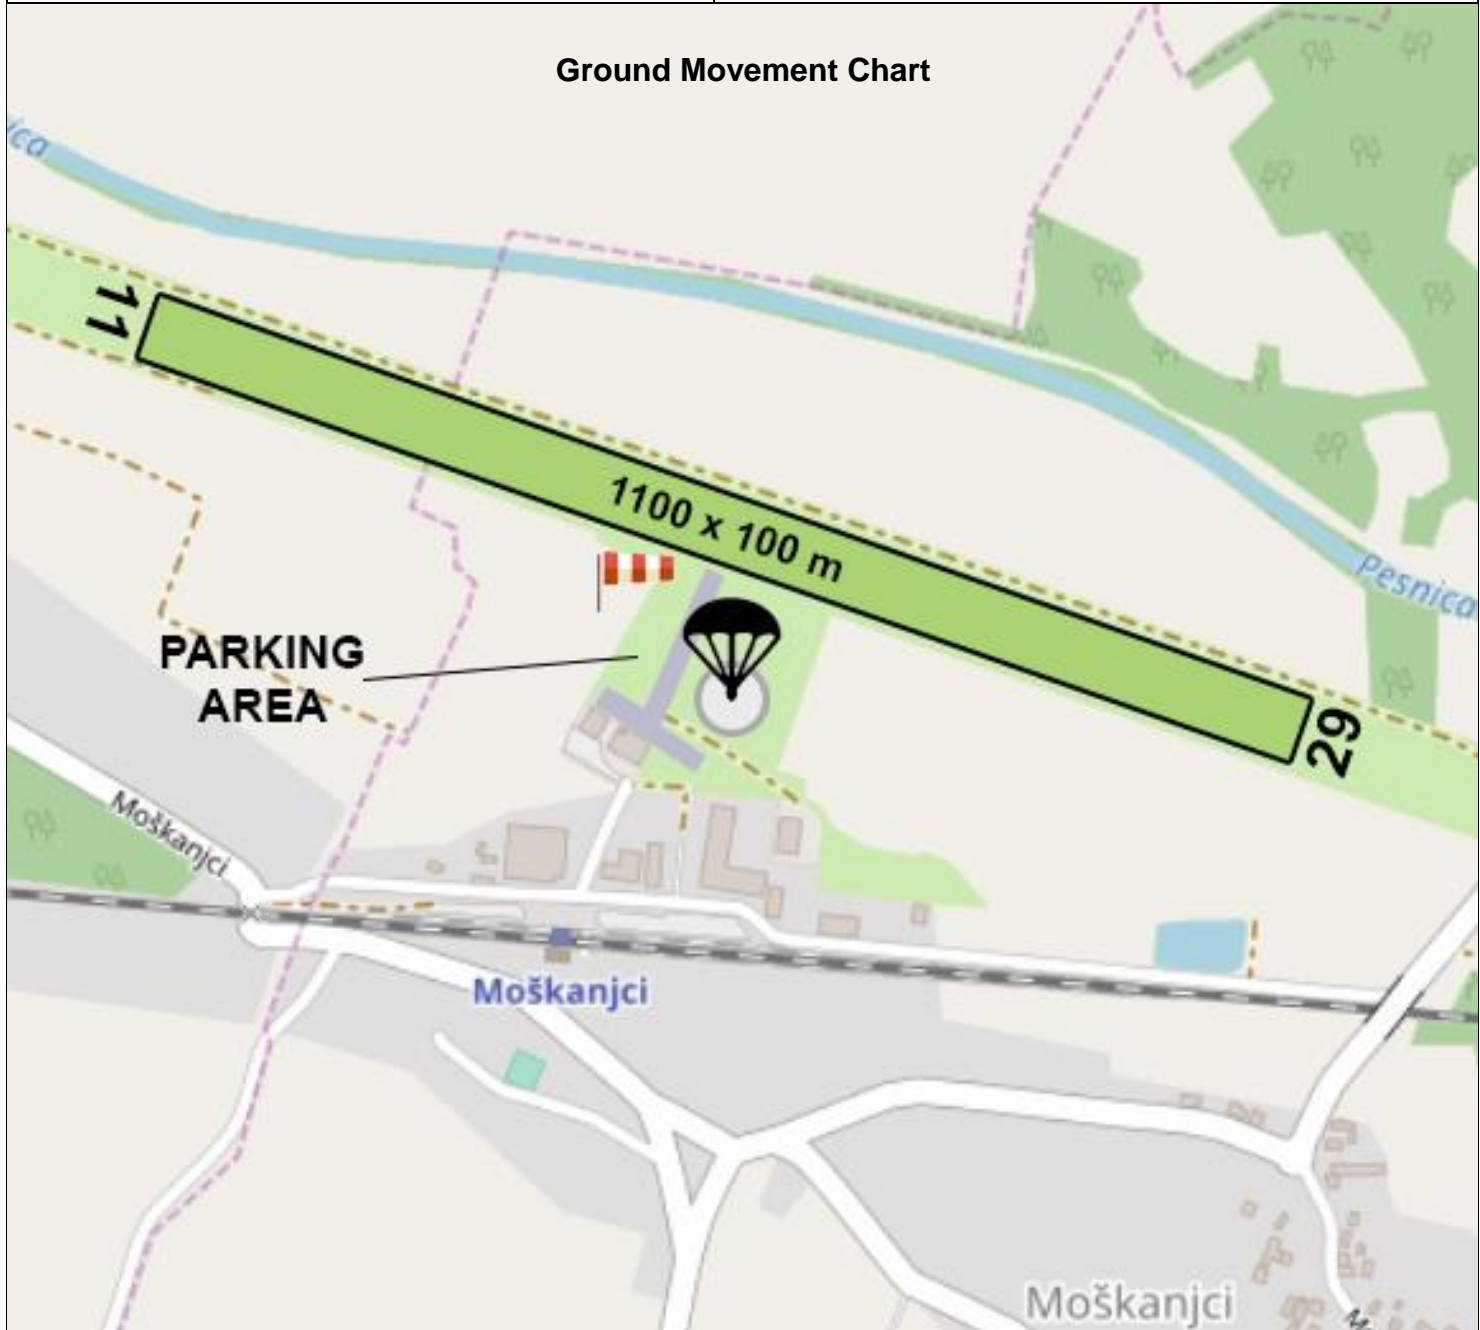 Ground Movement Chart
ica
11
1100 x 100 m
Pesnica
PARKING
AREA
29
Moškanjci
Moškanjci
Moškanjci